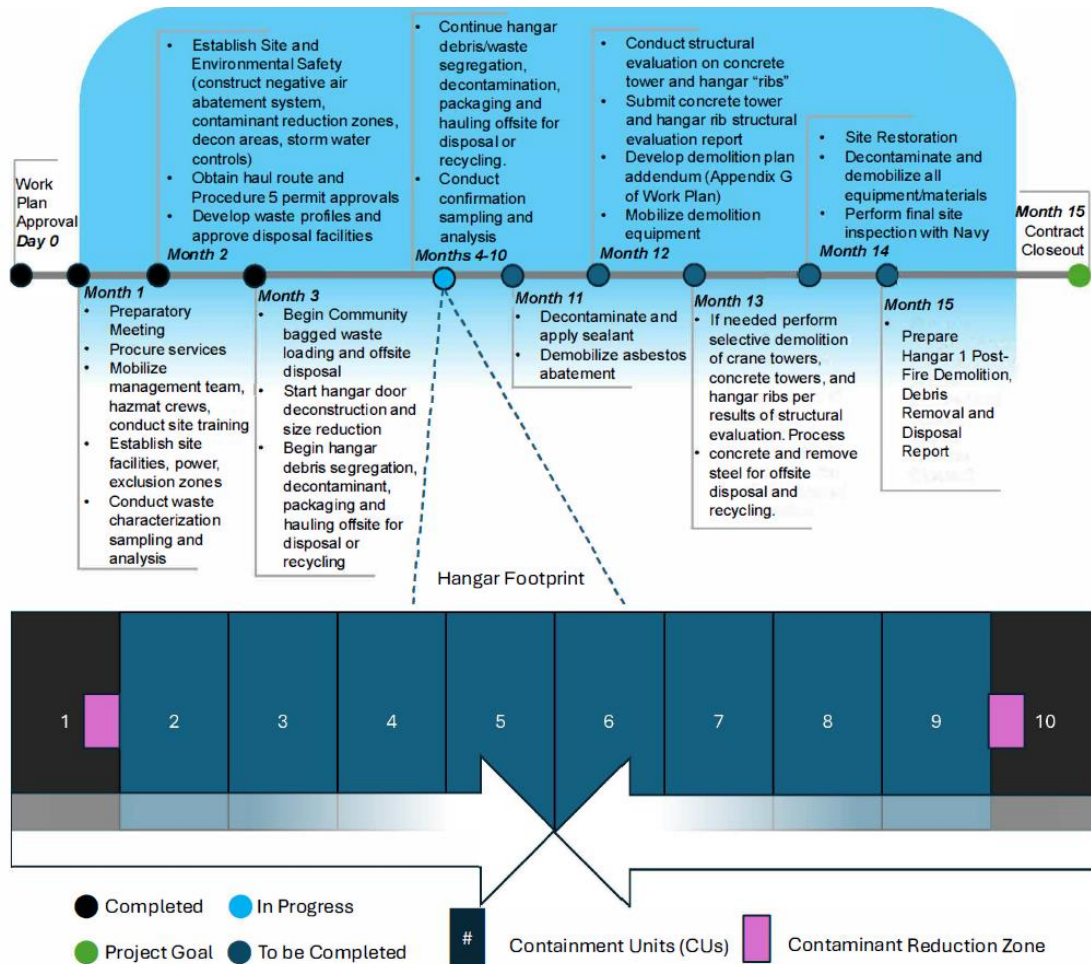 Work
Plan
Approval
Day 0
Month 1
• Preparatory
Meeting
• Procure services
• Mobilize
management team,
hazmat crews,
conduct site training
• Establish site
facilities, power,
exclusion zones
• Conduct waste
characterization
sampling and
analysis
• Establish Site and
Environmental Safety
(construct negative air
abatement system,
contaminant reduction zones,
decon areas, storm water
controls)
• Obtain haul route and
Procedure 5 permit approvals
• Develop waste profiles and
approve disposal facilities
Month 2
Month 3
• Begin Community
bagged waste
loading and offsite
disposal
• Start hangar door
deconstruction and
size reduction
• Begin hangar
debris segregation,
decontaminant,
packaging and
hauling offsite for
disposal or
recycling
• Continue hangar
debris/waste
segregation,
decontamination,
packaging and
hauling offsite for
disposal or
recycling.
• Conduct
confirmation
sampling and
analysis
Months 4-10
Month 11
• Decontaminate and
apply sealant
• Demobilize asbestos
abatement
• Conduct structural
evaluation on concrete
tower and hangar “ribs”
• Submit concrete tower
and hangar rib structural
evaluation report
• Develop demolition plan
addendum (Appendix G
of Work Plan)
• Mobilize demolition
equipment
Month 12
Month 13
• If needed perform
selective demolition
of crane towers,
concrete towers, and
hangar ribs per
results of structural
evaluation. Process
• concrete and remove
steel for offsite
disposal and
recycling.
• Site Restoration
• Decontaminate and
demobilize all
equipment/materials
• Perform final site
inspection with Navy
Month 14
Month 15
• Prepare
Hangar 1 Post-
Fire Demolition,
Debris
Removal and
Disposal
Report
Month 15
Contract
Closeout
Hangar Footprint
1 2 3 4 5 6 7 8 9 10
Completed
In Progress
Project Goal
To be Completed
# Containment Units (CUs)
Contaminant Reduction Zone